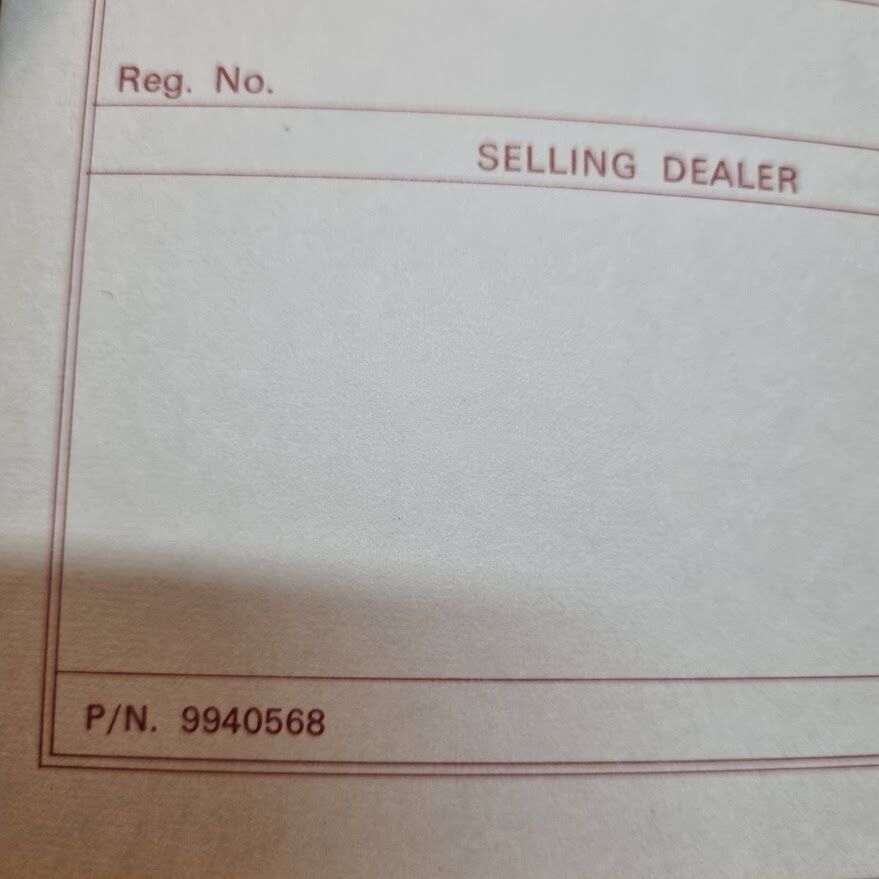 Reg. No.
SELLING DEALER
P/N. 9940568